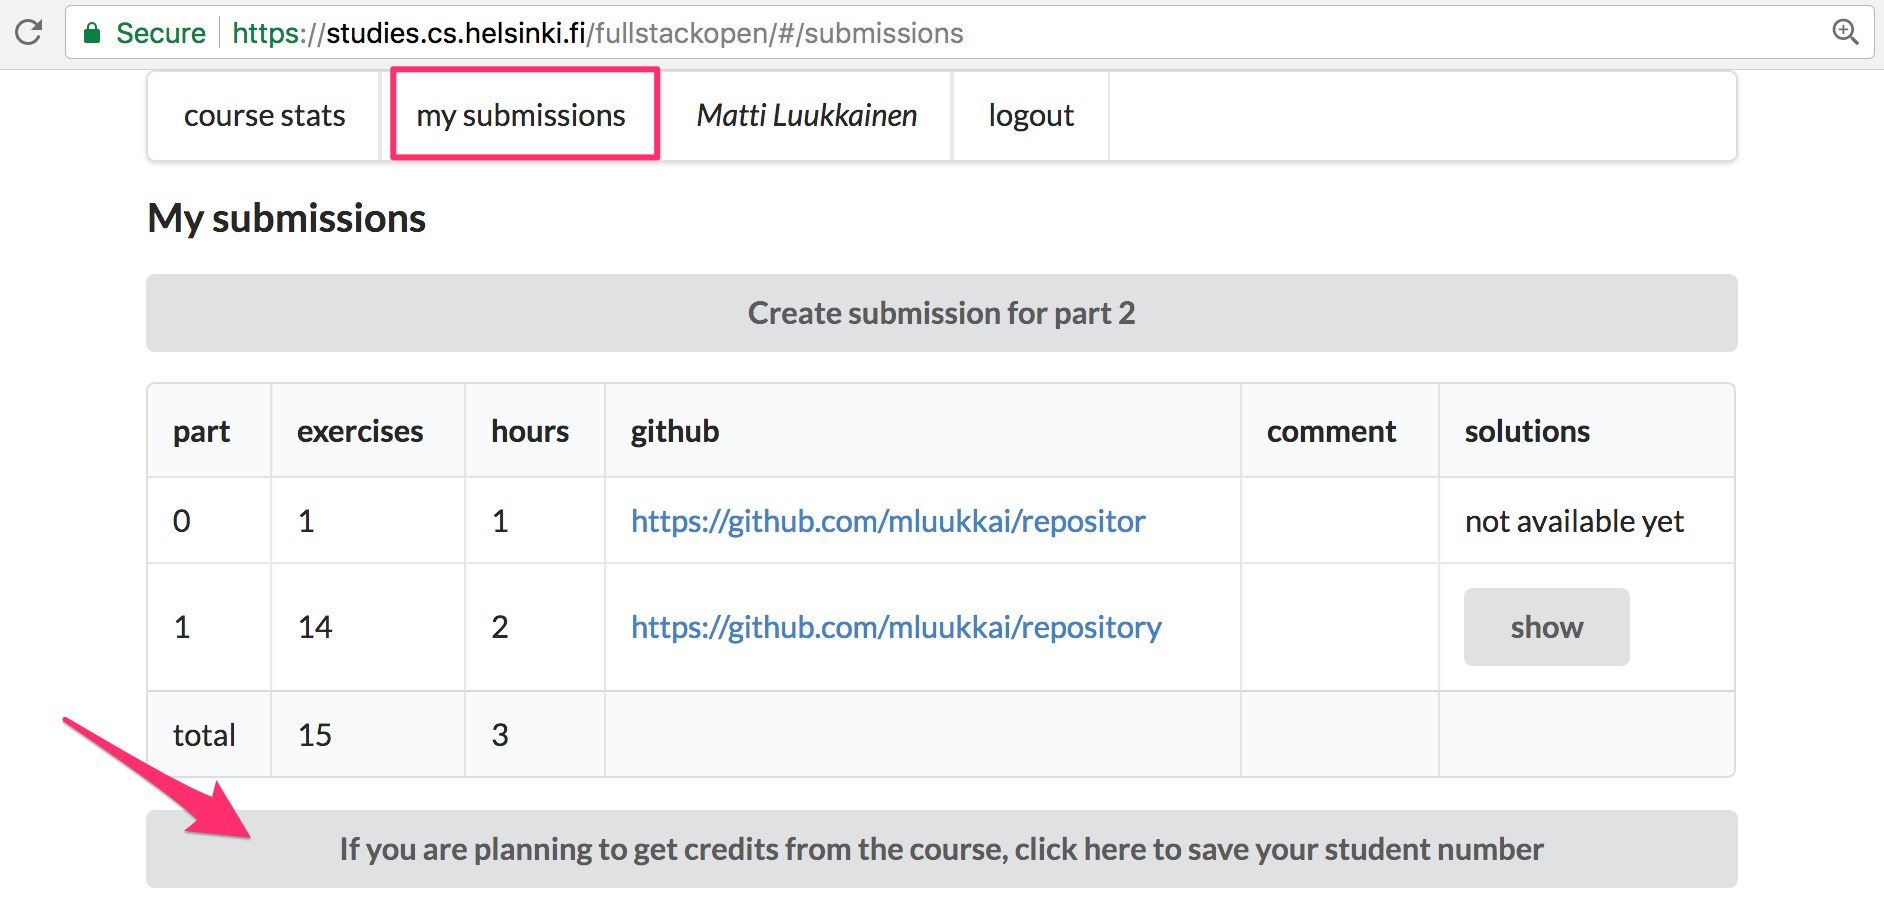 Secure https://studies.cs.helsinki.fi/fullstackopen/#/submissions
course stats my submissions Matti Luukkainen logout
My submissions
Create submission for part 2
part exercises hours github comment solutions
0 1 1 https://github.com/mluukkai/repositor not available yet
1 14 2 https://github.com/mluukkai/repository show
total 15 3
If you are planning to get credits from the course, click here to save your student number